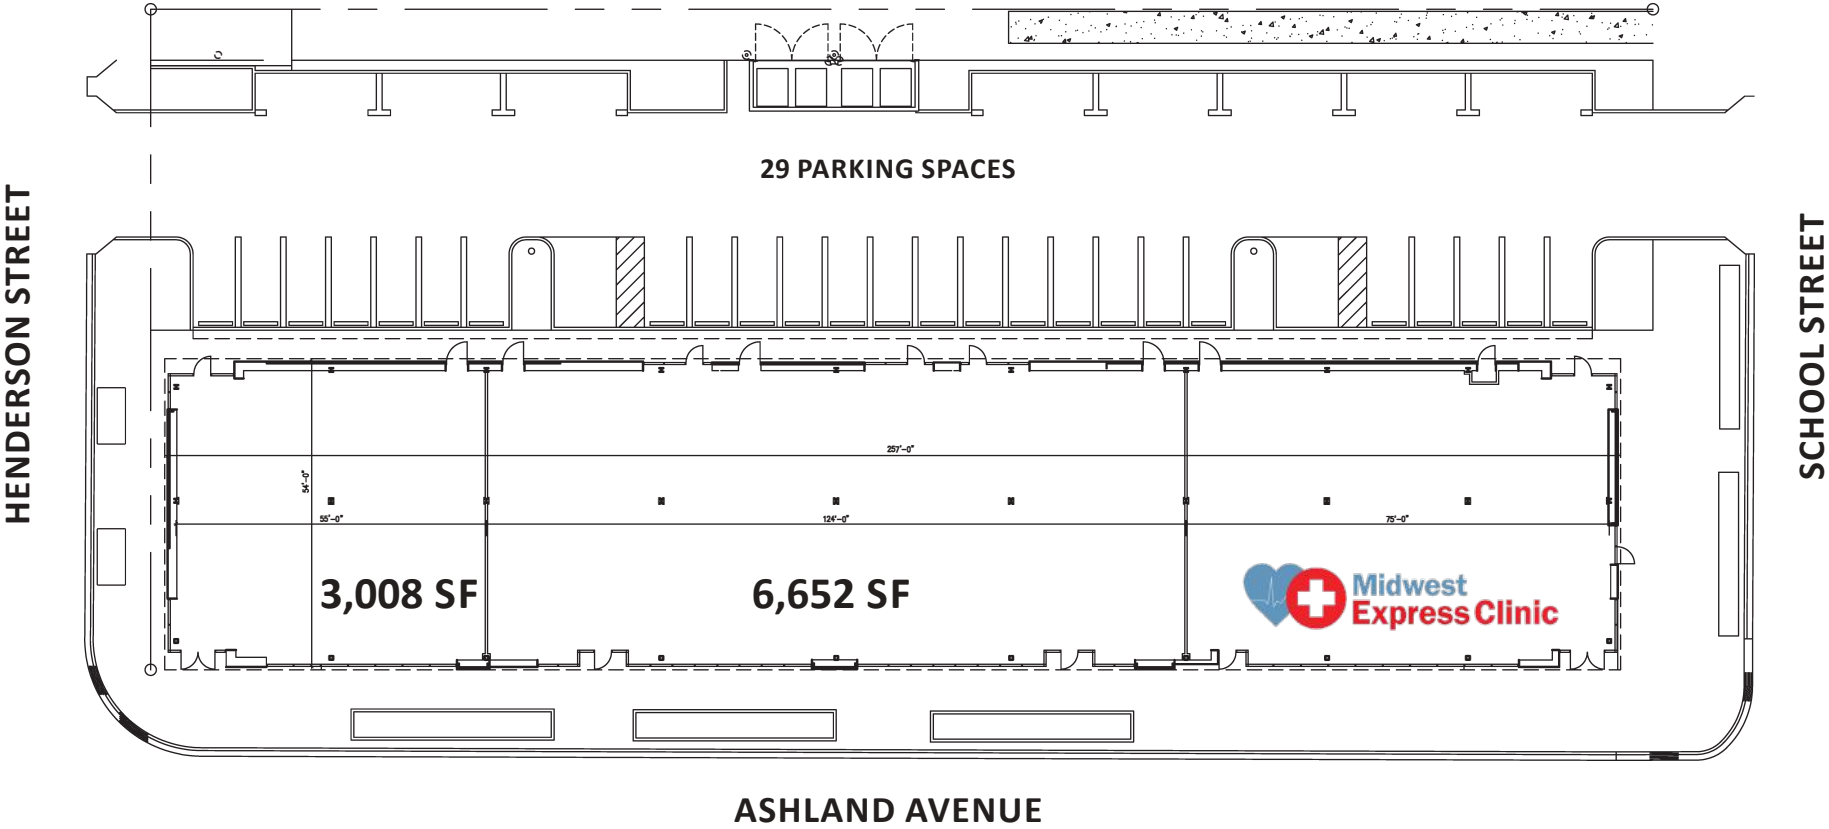 29 PARKING SPACES
HENDERSON STREET
SCHOOL STREET
257'-0"
54'-0"
55'-0"
124'-0"
75'-0"
3,008 SF
6,652 SF
Midwest
Express Clinic
ASHLAND AVENUE